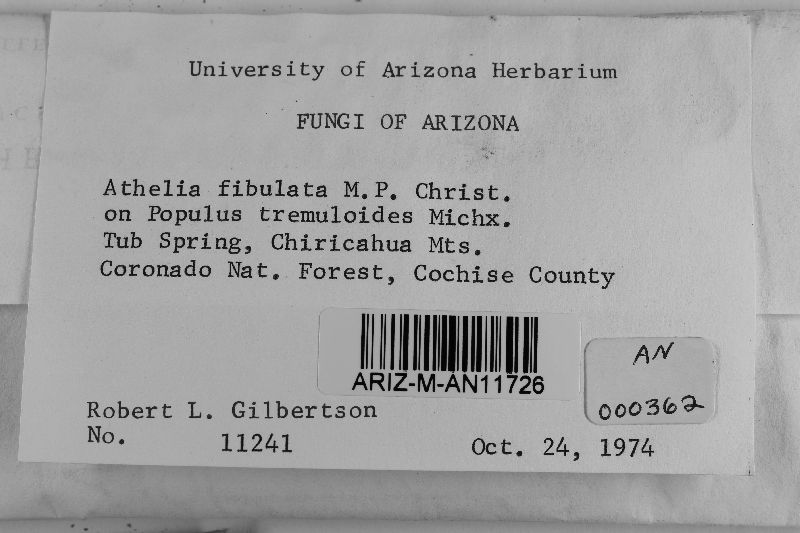 University of Arizona Herbarium
FUNGI OF ARIZONA
Athelia fibulata M.P. Christ.
on Populus tremuloides Michx.
Tub Spring, Chiricahua Mts.
Coronado Nat. Forest, Cochise County
ARIZ-M-AN11726
AN
000362
Robert L. Gilbertson
No. 11241
Oct. 24, 1974